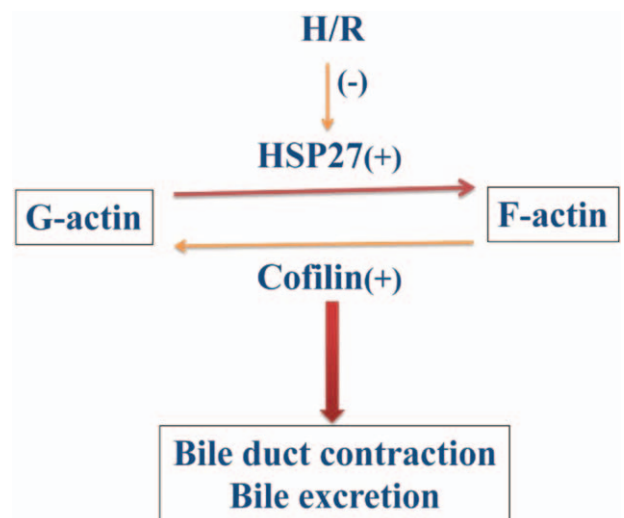 H/R
(-)
HSP27(+)
G-actin
F-actin
Cofilin(+)
Bile duct contraction
Bile excretion